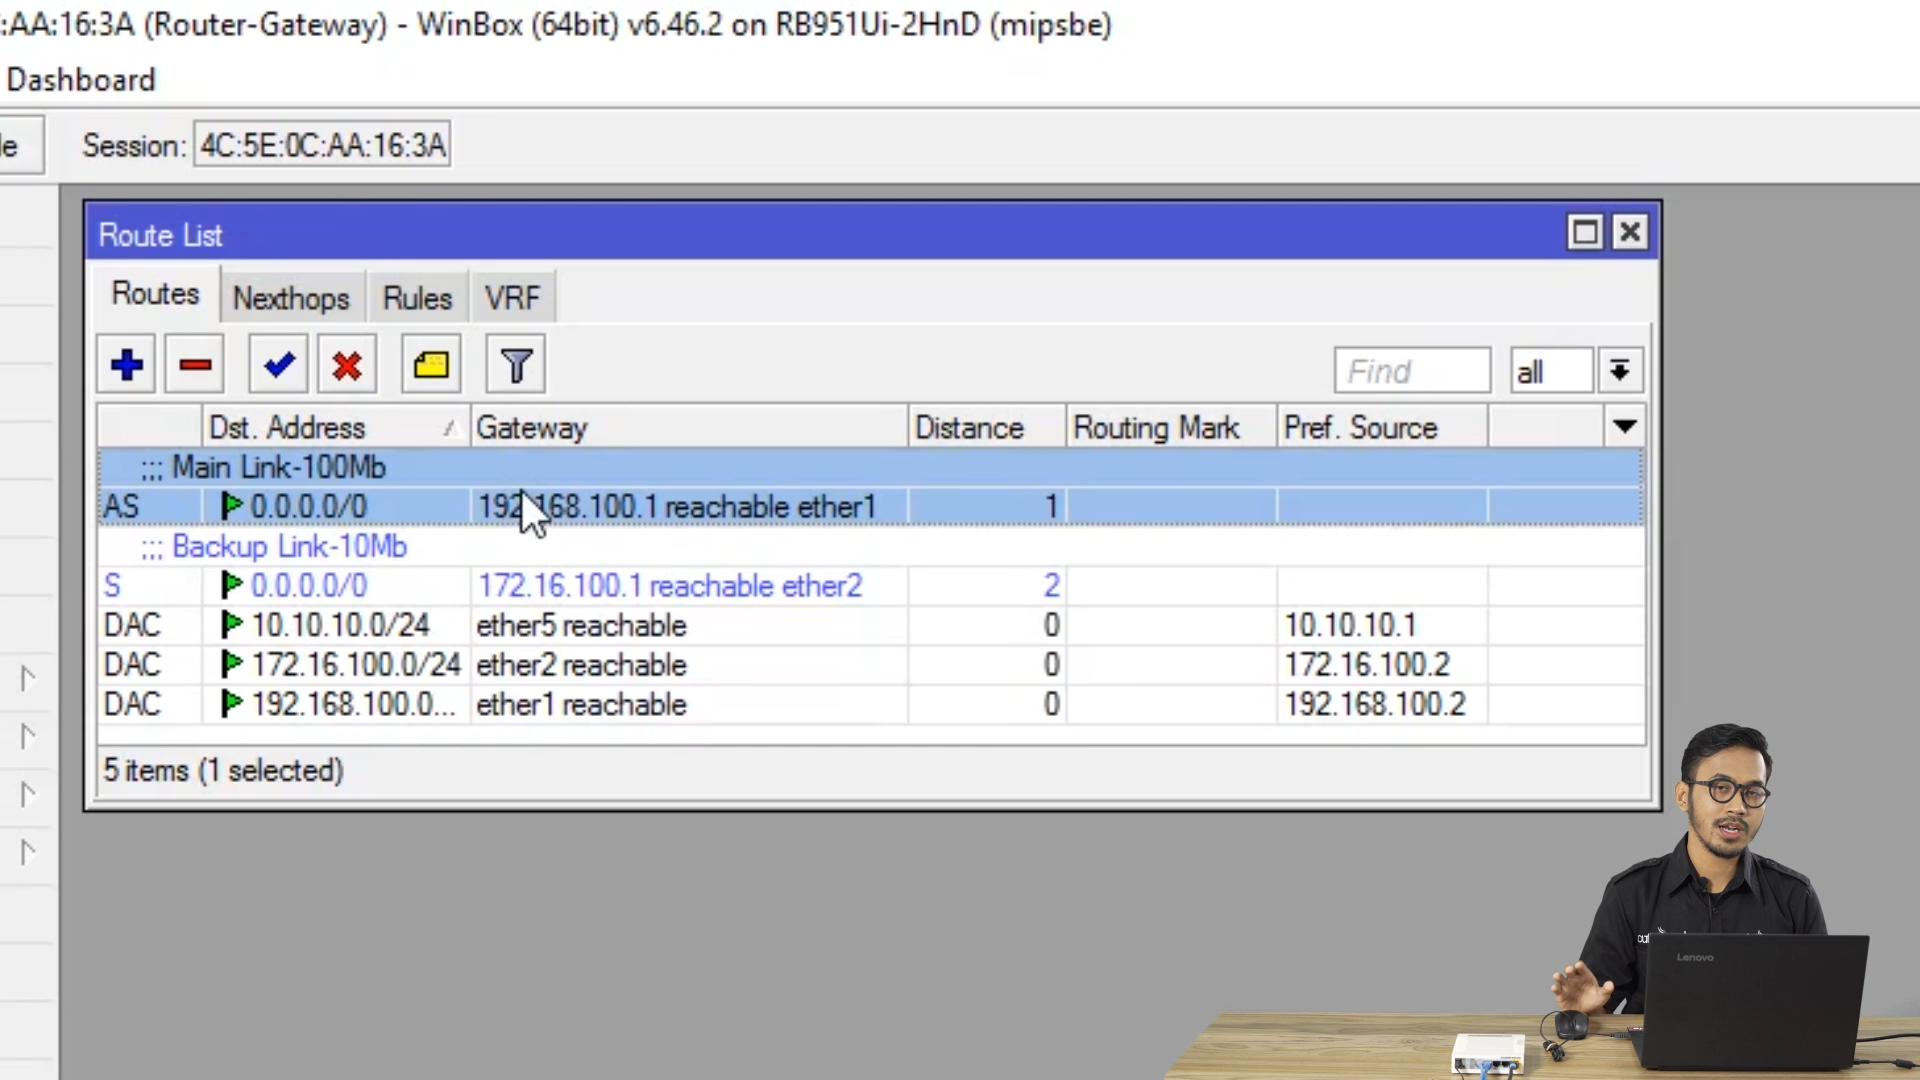 :AA:16:3A (Router-Gateway) - WinBox (64bit) v6.46.2 on RB951Ui-2HnD (mipsbe)
Dashboard
Session: 4C:5E:0C:AA:16:3A
Route List
Routes Nexthops Rules VRF
Find all
Dst. Address Gateway Distance Routing Mark Pref. Source
;;; Main Link-100Mb
AS 0.0.0.0/0 192.168.100.1 reachable ether1 1
;;; Backup Link-10Mb
S 0.0.0.0/0 172.16.100.1 reachable ether2 2
DAC 10.10.10.0/24 ether5 reachable 0 10.10.10.1
DAC 172.16.100.0/24 ether2 reachable 0 172.16.100.2
DAC 192.168.100.0... ether1 reachable 0 192.168.100.2
5 items (1 selected)
Lenovo